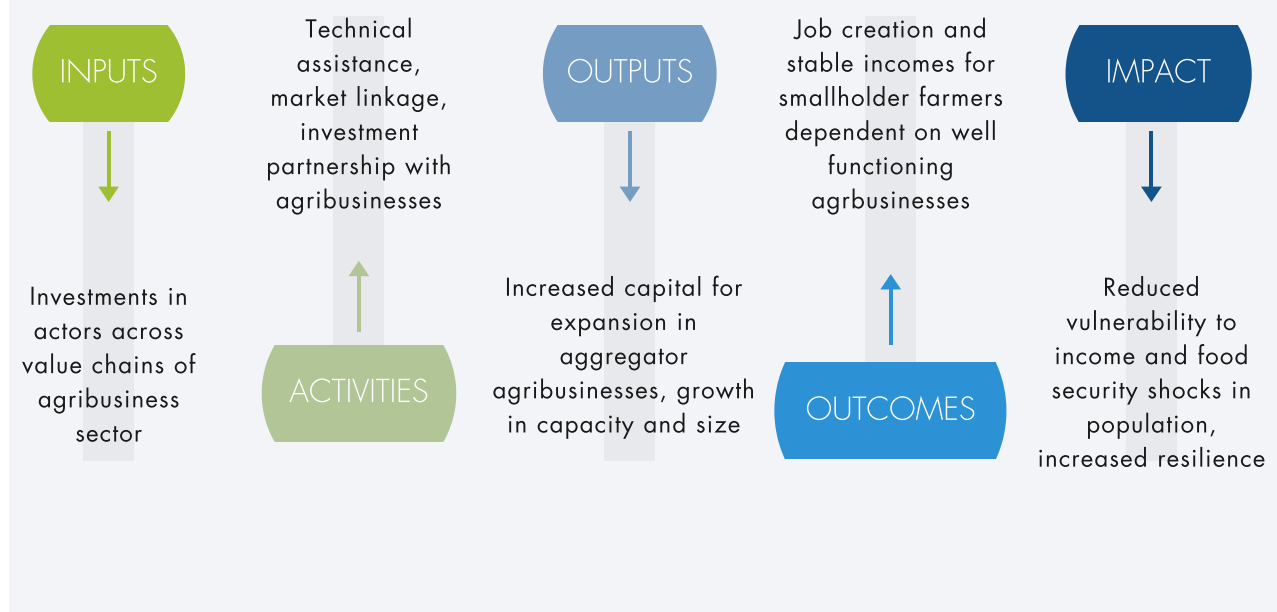 INPUTS
Investments in
actors across
value chains of
agribusiness
sector
Technical
assistance,
market linkage,
investment
partnership with
agribusinesses
ACTIVITIES
OUTPUTS
Increased capital for
expansion in
aggregator
agribusinesses, growth
in capacity and size
Job creation and
stable incomes for
smallholder farmers
dependent on well
functioning
agrbusinesses
OUTCOMES
IMPACT
Reduced
vulnerability to
income and food
security shocks in
population,
increased resilience